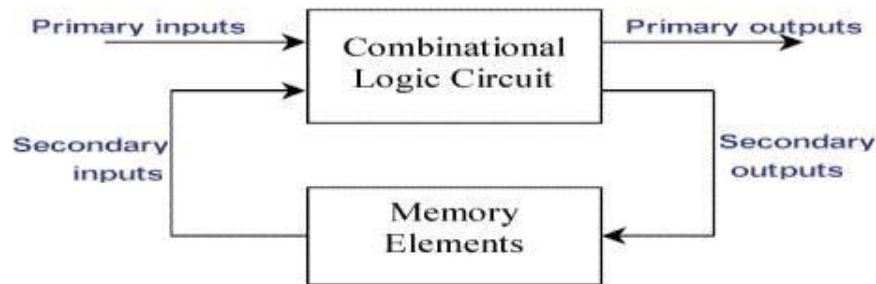 Primary inputs
Combinational
Logic Circuit
Primary outputs
Secondary
inputs
Secondary
outputs
Memory
Elements